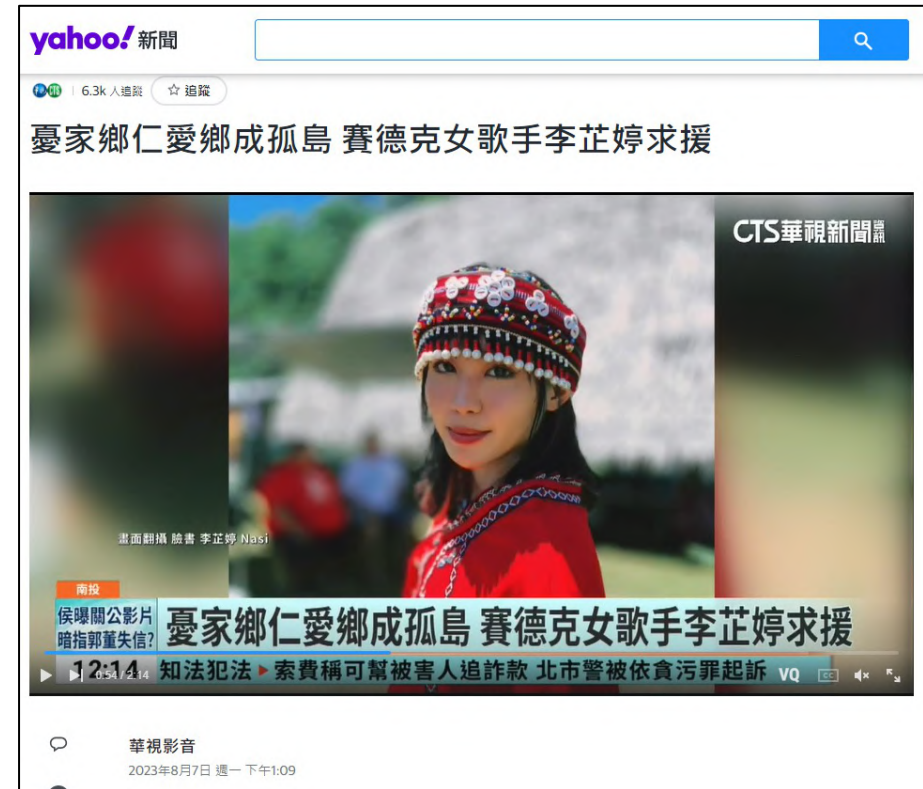 yahoo! 新聞
6.3k 人追蹤 ☆ 追蹤
憂家鄉仁愛鄉成孤島 賽德克女歌手李芷婷求援
CTS華視新聞資訊
畫面翻攝 臉書 李芷婷 Nasi
南投
侯曝關公影片
暗指郭董失信?
憂家鄉仁愛鄉成孤島 賽德克女歌手李芷婷求援
12:14 知法犯法▶索費稱可幫被害人追詐款 北市警被依貪污罪起訴
0:54 / 2:14
VQ CC
華視影音
2023年8月7日 週一 下午1:09